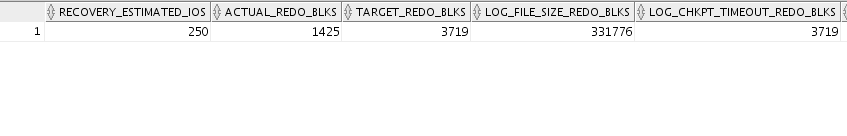 RECOVERY_ESTIMATED_IOS ACTUAL_REDO_BLKS TARGET_REDO_BLKS LOG_FILE_SIZE_REDO_BLKS LOG_CHKPT_TIMEOUT_REDO_BLKS
1 250 1425 3719 331776 3719